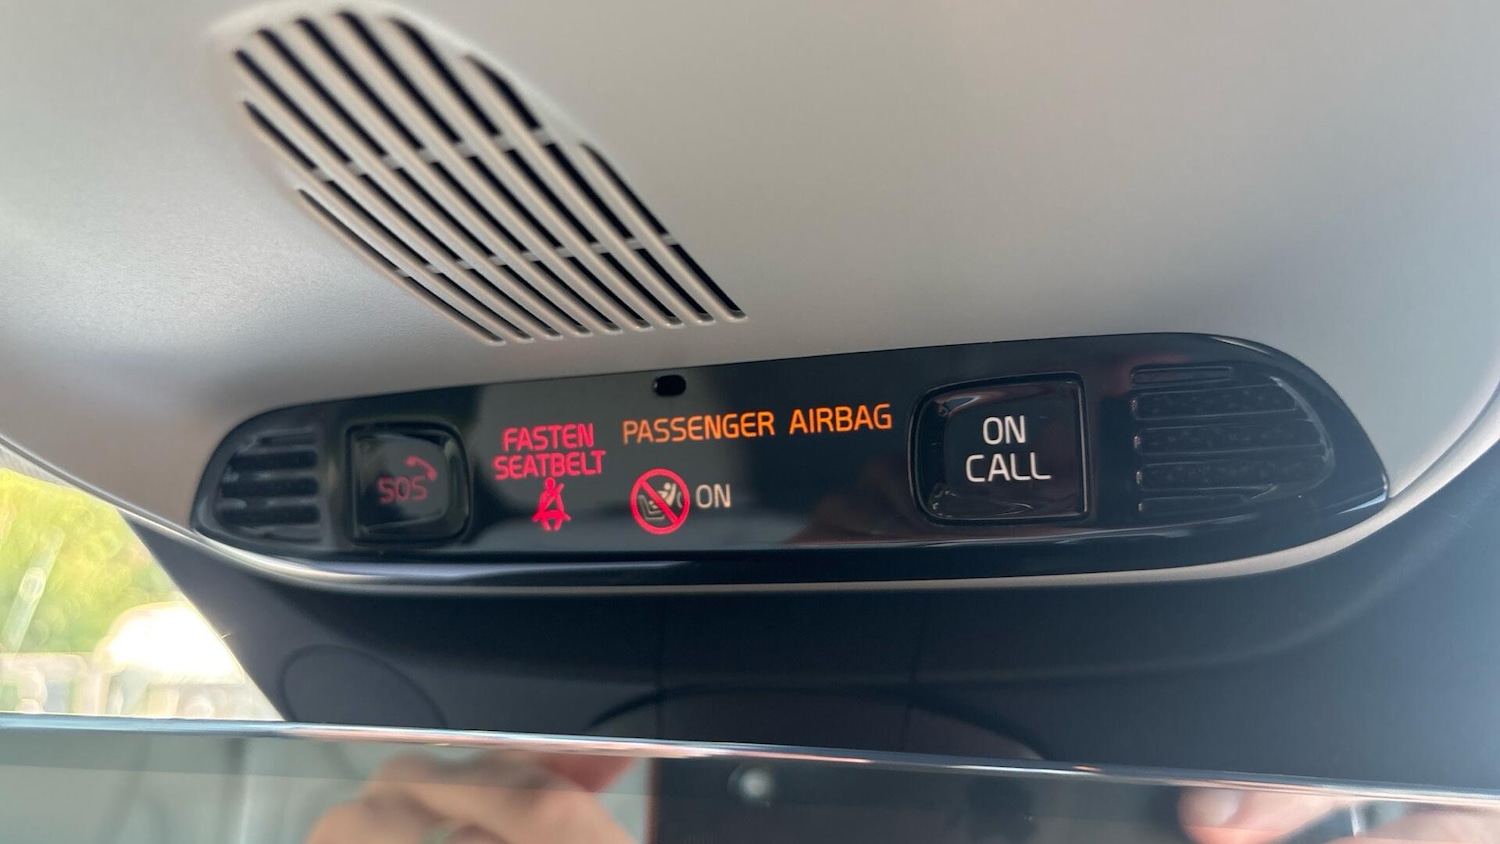 SOS
FASTEN
SEATBELT
PASSENGER AIRBAG
ON
ON
CALL